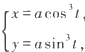 x = a cos³ t ,
y = a sin³ t ,